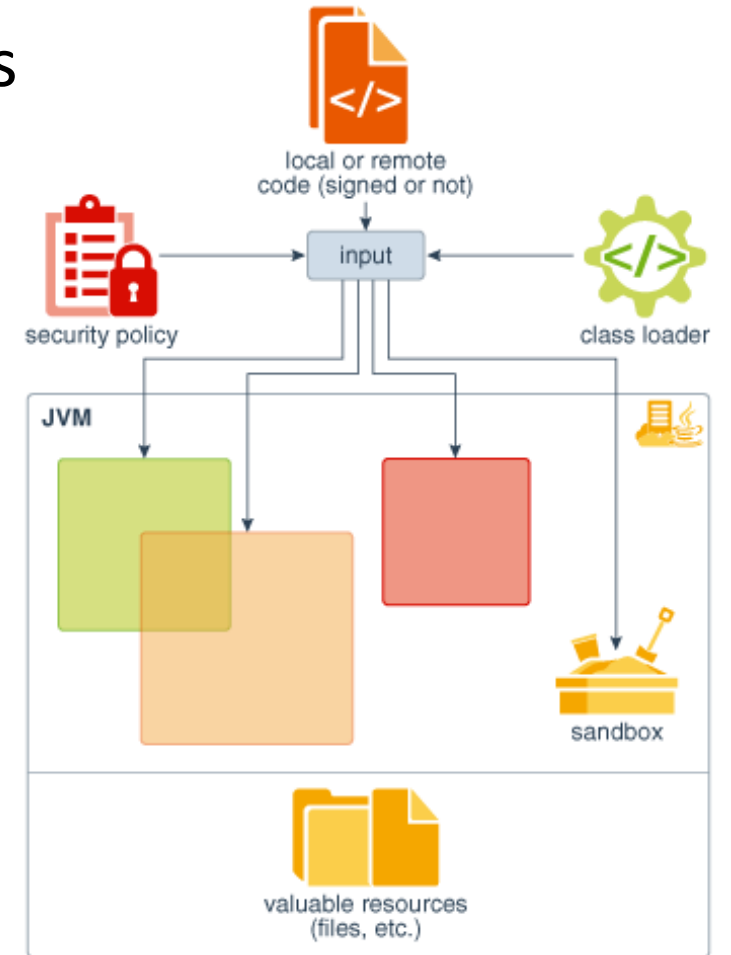 s
</>
local or remote
code (signed or not)
input
</>
security policy
class loader
JVM
sandbox
valuable resources
(files, etc.)